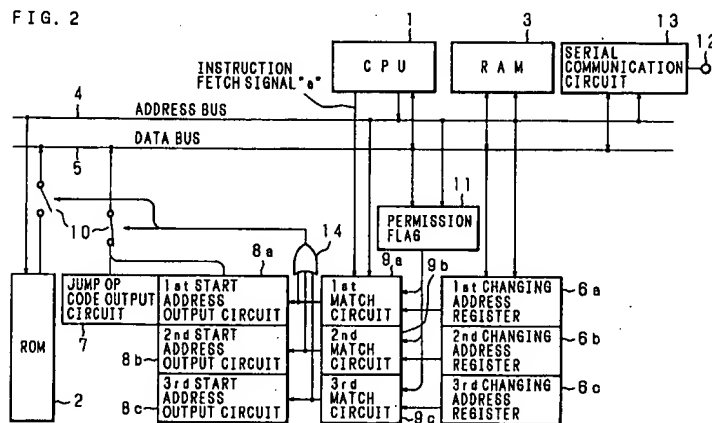 FIG. 2
1
3
13
12
CPU
RAM
SERIAL
COMMUNICATION
CIRCUIT
INSTRUCTION
FETCH SIGNAL "a"
4
ADDRESS BUS
DATA BUS
5
10
14
11
PERMISSION
FLAG
8a
9a
9b
JUMP OP
CODE OUTPUT
CIRCUIT
7
1st START
ADDRESS
OUTPUT CIRCUIT
1st
MATCH
CIRCUIT
1st CHANGING
ADDRESS
REGISTER
6a
ROM
2
8b
2nd START
ADDRESS
OUTPUT CIRCUIT
2nd
MATCH
CIRCUIT
2nd CHANGING
ADDRESS
REGISTER
6b
8c
3rd START
ADDRESS
OUTPUT CIRCUIT
3rd
MATCH
CIRCUIT
9c
3rd CHANGING
ADDRESS
REGISTER
6c